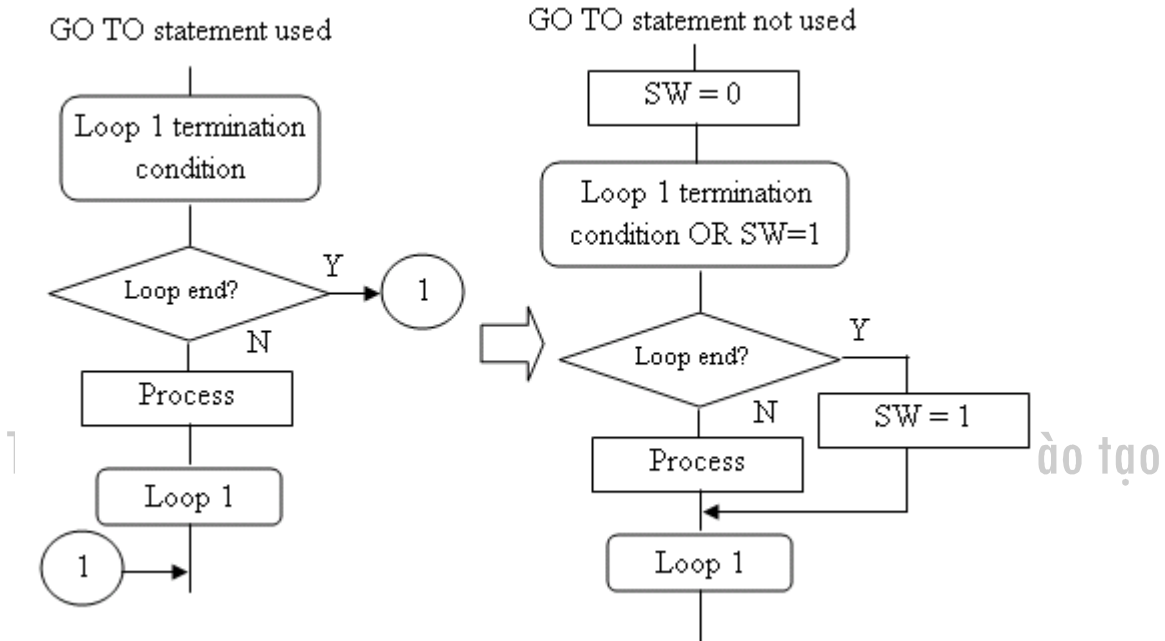 GO TO statement used
Loop 1 termination
condition
Loop end?
Y
1
N
Process
Loop 1
1
GO TO statement not used
SW = 0
Loop 1 termination
condition OR SW=1
Loop end?
Y
N
SW = 1
Process
Loop 1
ào tạo